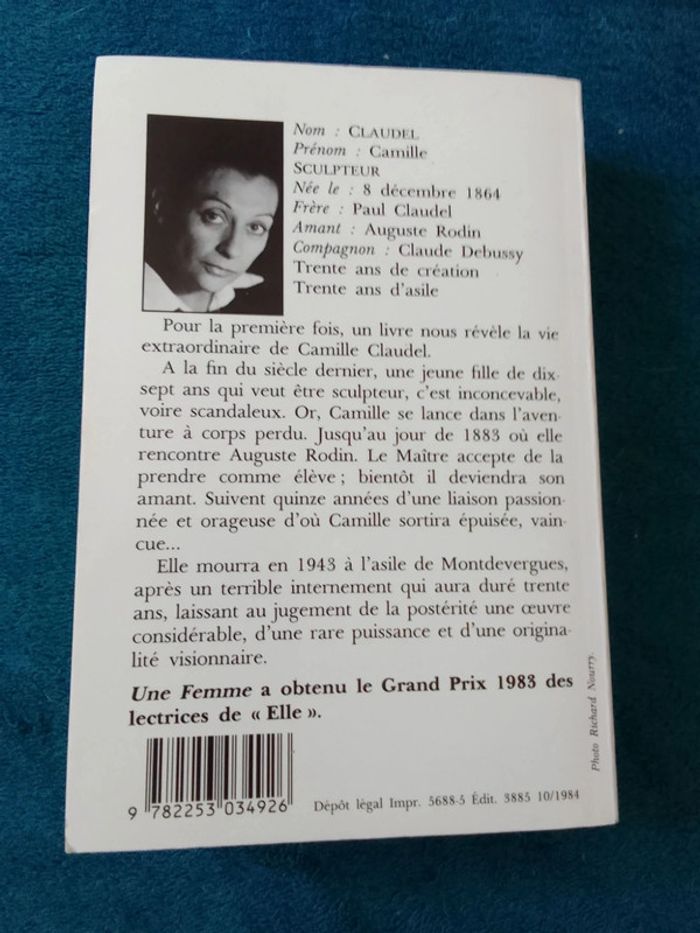 Nom : CLAUDEL
Prénom : Camille
SCULPTEUR
Née le : 8 décembre 1864
Frère : Paul Claudel
Amant : Auguste Rodin
Compagnon : Claude Debussy
Trente ans de création
Trente ans d'asile
Pour la première fois, un livre nous révèle la vie
extraordinaire de Camille Claudel.
A la fin du siècle dernier, une jeune fille de dix-
sept ans qui veut être sculpteur, c'est inconcevable,
voire scandaleux. Or, Camille se lance dans l'aven-
ture à corps perdu. Jusqu'au jour de 1883 où elle
rencontre Auguste Rodin. Le Maître accepte de la
prendre comme élève ; bientôt il deviendra son
amant. Suivent quinze années d'une liaison passion-
née et orageuse d'où Camille sortira épuisée, vain-
cue...
Elle mourra en 1943 à l'asile de Montdevergues,
après un terrible internement qui aura duré trente
ans, laissant au jugement de la postérité une œuvre
considérable, d'une rare puissance et d'une origina-
lité visionnaire.
Une Femme a obtenu le Grand Prix 1983 des
lectrices de « Elle ».
Photo Richard Nourry.
9 782253 034926
Dépôt légal Impr. 5688-5 Édit. 3885 10/1984